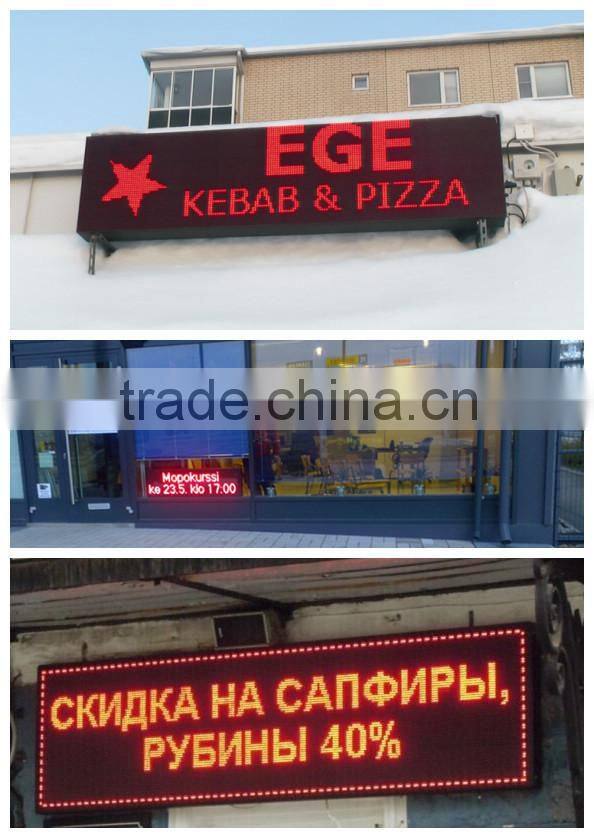 EGE
KEBAB & PIZZA
trade.china.cn
Mopokurssi
ke 23.5. klo 17:00
СКИДКА НА САПФИРЫ,
РУБИНЫ 40%